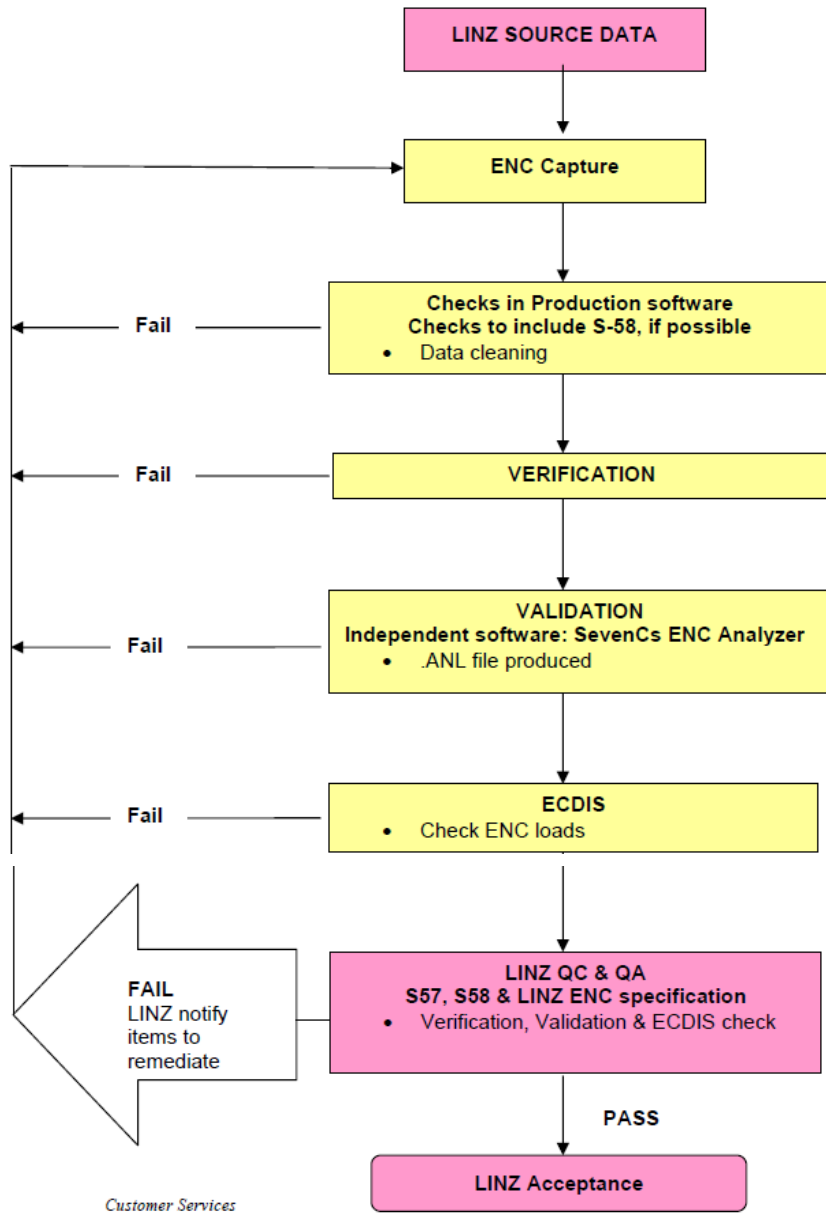 LINZ SOURCE DATA
ENC Capture
Checks in Production software
Checks to include S-58, if possible
• Data cleaning
Fail
VERIFICATION
Fail
VALIDATION
Independent software: SevenCs ENC Analyzer
• .ANL file produced
Fail
ECDIS
• Check ENC loads
Fail
LINZ QC & QA
S57, S58 & LINZ ENC specification
• Verification, Validation & ECDIS check
FAIL
LINZ notify
items to
remediate
PASS
LINZ Acceptance
Customer Services